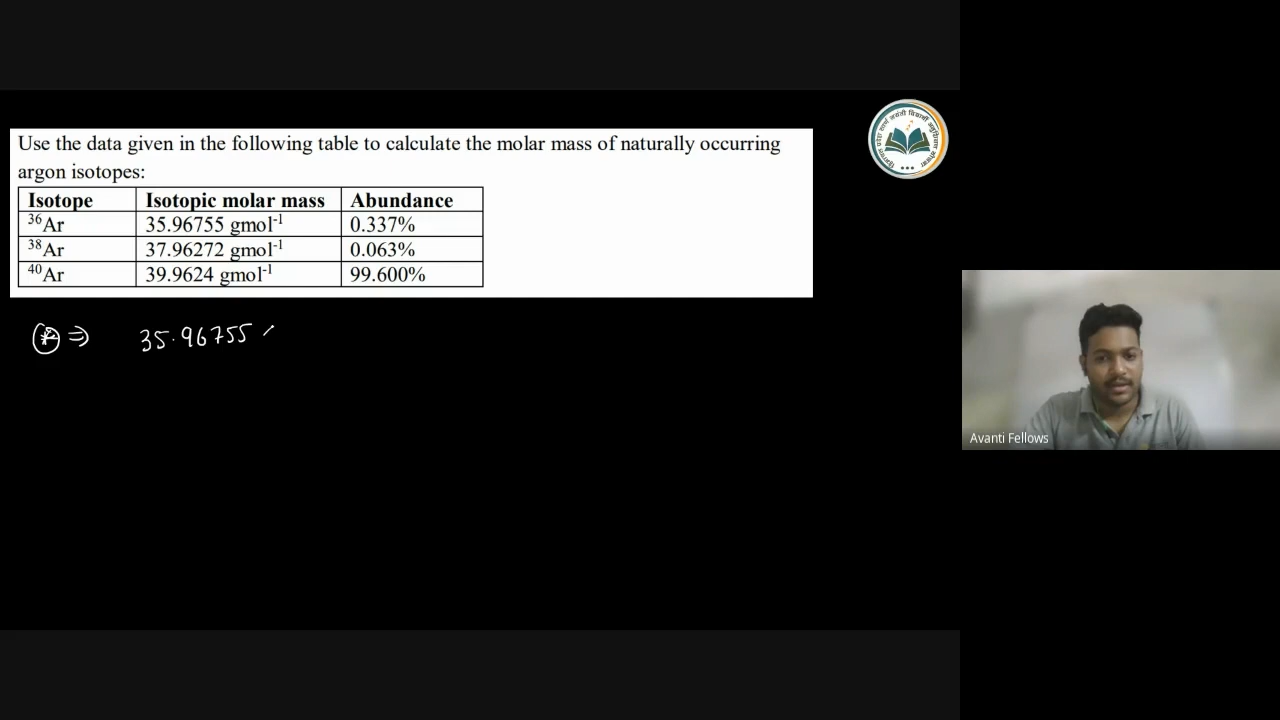 Use the data given in the following table to calculate the molar mass of naturally occurring
argon isotopes:
Isotope Isotopic molar mass Abundance
³⁶Ar 35.96755 gmol⁻¹ 0.337%
³⁸Ar 37.96272 gmol⁻¹ 0.063%
⁴⁰Ar 39.9624 gmol⁻¹ 99.600%
⇒ 35.96755
Avanti Fellows